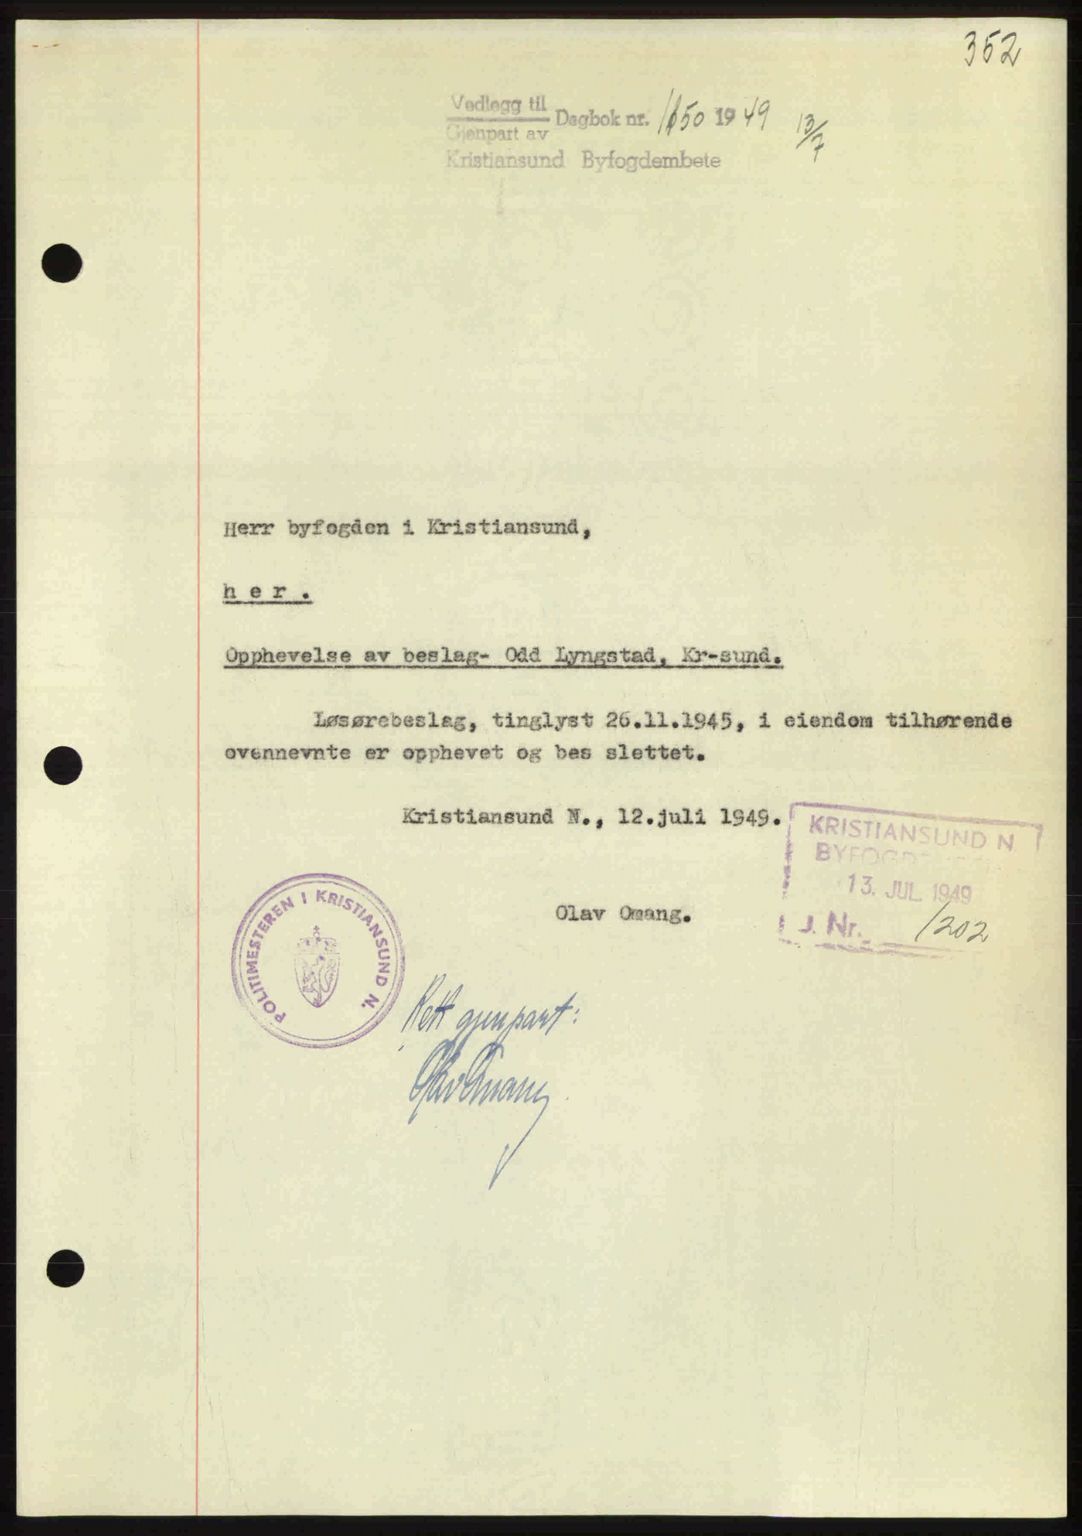 352
Vedlegg til
Gjenpart av
Dagbok nr. 1150 1949 13/7
Kristiansund Byfogdembete
Herr byfogden i Kristiansund,
h e r .
Opphevelse av beslag- Odd Lyngstad, Kr-sund.
Løsørebeslag, tinglyst 26.11.1945, i eiendom tilhørende
ovennevnte er opphevet og bes slettet.
Kristiansund N., 12.juli 1949.
KRISTIANSUND N
13. JUL. 1949
J. Nr. 1202
Olav Omang.
POLITIMESTEREN I KRISTIANSUND N.
Rett gjenpart:
Olav Omang